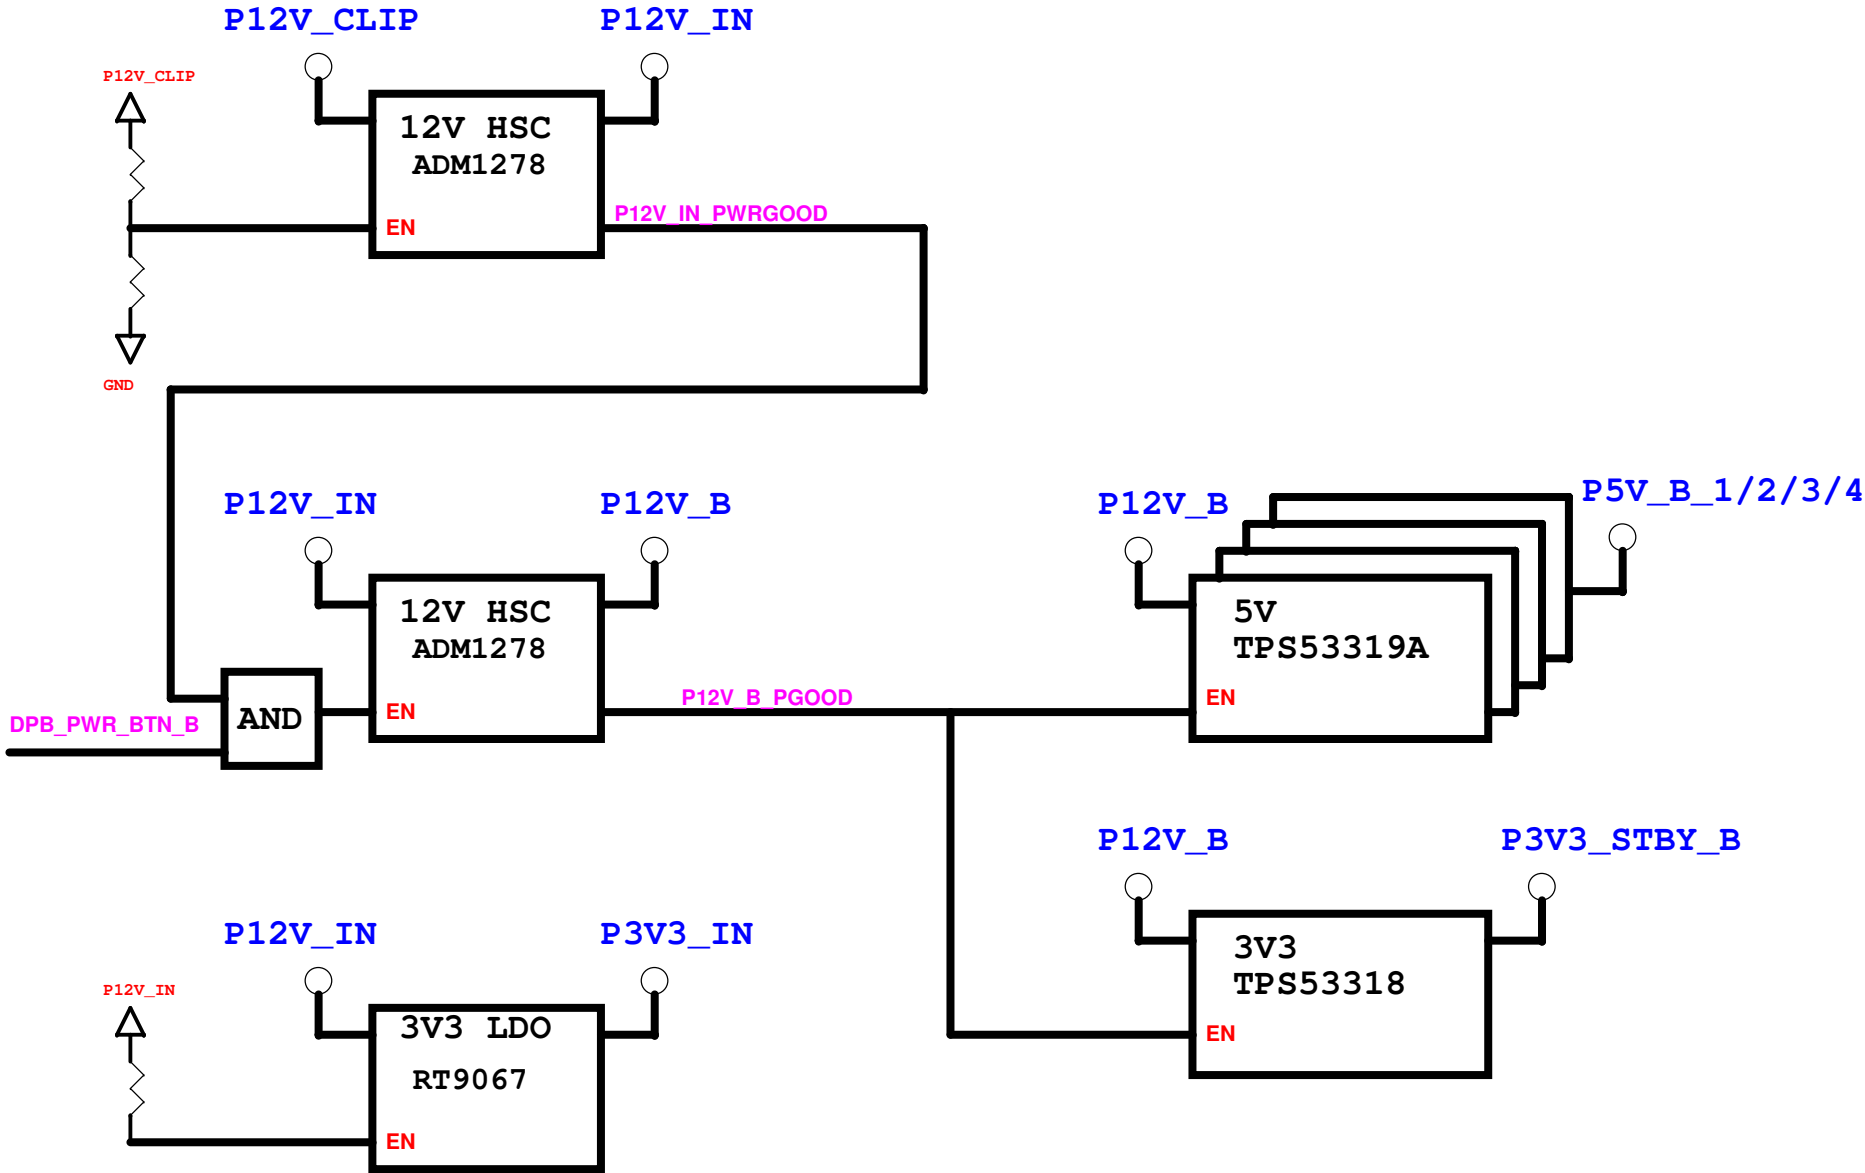 P12V_CLIP
P12V_IN
P12V_CLIP
12V HSC
ADM1278
EN
P12V_IN_PWRGOOD
GND
P12V_IN
P12V_B
12V HSC
ADM1278
EN
P12V_B_PGOOD
DPB_PWR_BTN_B
AND
P12V_B
P5V_B_1/2/3/4
5V
TPS53319A
EN
P12V_B
P3V3_STBY_B
3V3
TPS53318
EN
P12V_IN
P3V3_IN
P12V_IN
3V3 LDO
RT9067
EN